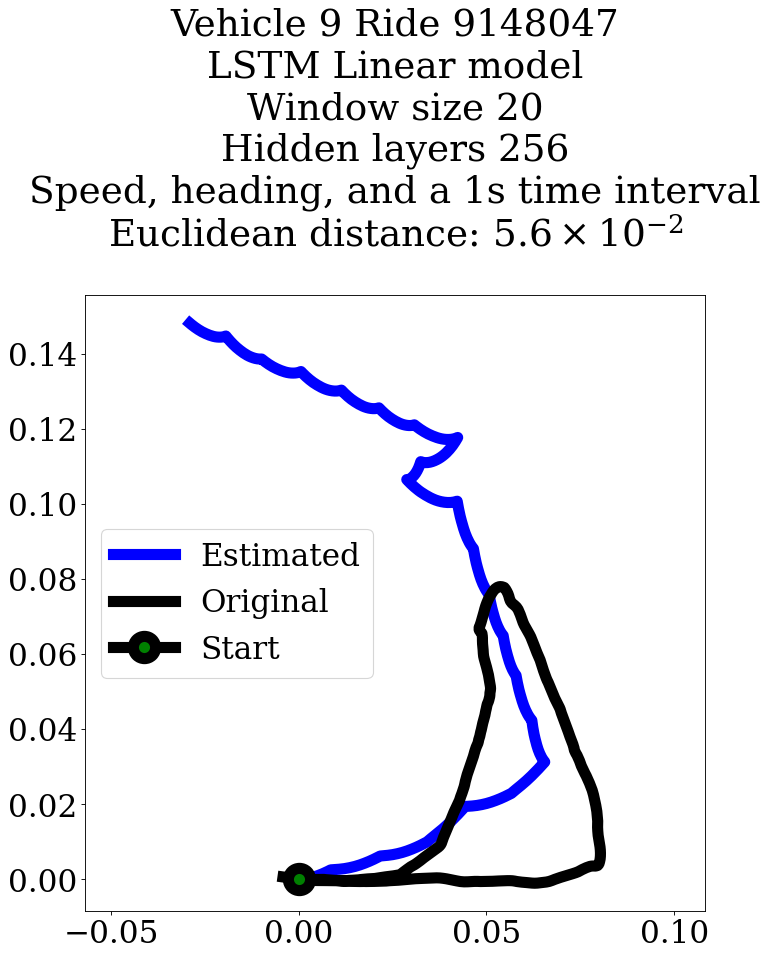 Vehicle 9 Ride 9148047
LSTM Linear model
Window size 20
Hidden layers 256
Speed, heading, and a 1s time interval
Euclidean distance: 5.6 × 10⁻²
0.14
0.12
0.10
0.08
0.06
0.04
0.02
0.00
Estimated
Original
Start
−0.05 0.00 0.05 0.10